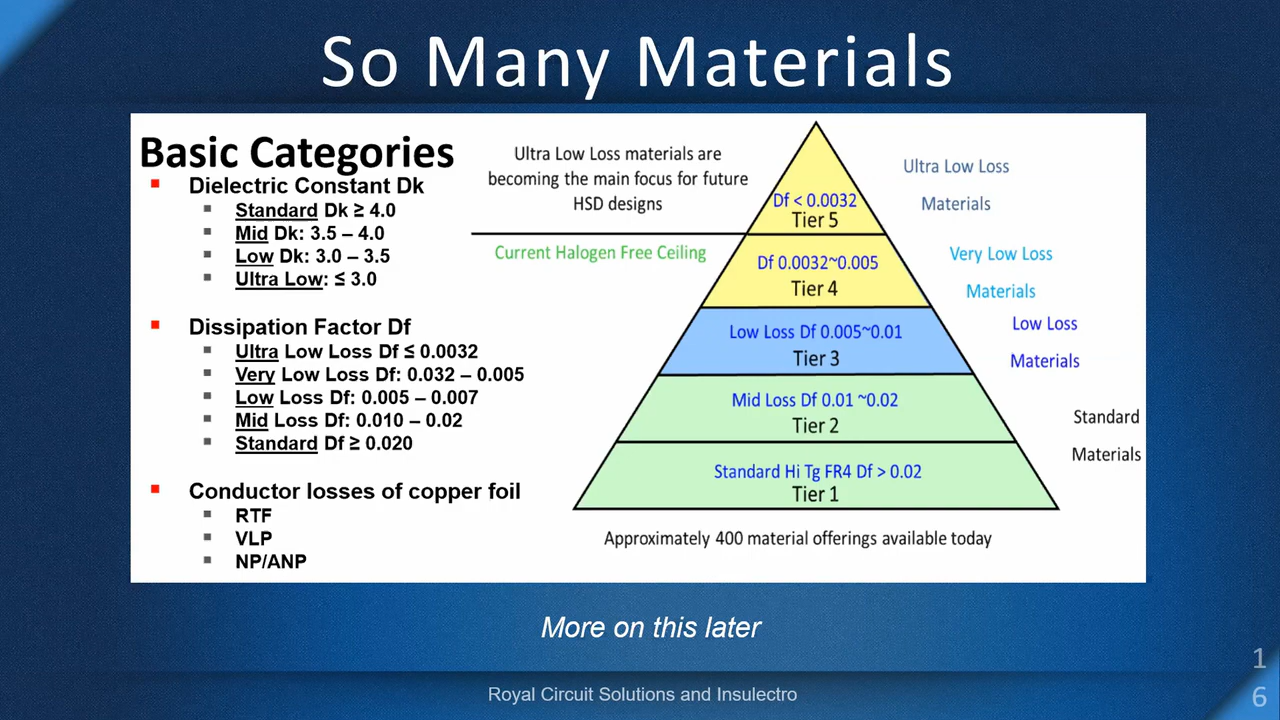 So Many Materials
Basic Categories
Dielectric Constant Dk
Standard Dk ≥ 4.0
Mid Dk: 3.5 – 4.0
Low Dk: 3.0 – 3.5
Ultra Low: ≤ 3.0
Dissipation Factor Df
Ultra Low Loss Df ≤ 0.0032
Very Low Loss Df: 0.032 – 0.005
Low Loss Df: 0.005 – 0.007
Mid Loss Df: 0.010 – 0.02
Standard Df ≥ 0.020
Conductor losses of copper foil
RTF
VLP
NP/ANP
Ultra Low Loss materials are
becoming the main focus for future
HSD designs
Current Halogen Free Ceiling
Df < 0.0032
Tier 5
Df 0.0032~0.005
Tier 4
Low Loss Df 0.005~0.01
Tier 3
Mid Loss Df 0.01 ~0.02
Tier 2
Standard Hi Tg FR4 Df > 0.02
Tier 1
Ultra Low Loss
Materials
Very Low Loss
Materials
Low Loss
Materials
Standard
Materials
Approximately 400 material offerings available today
More on this later
Royal Circuit Solutions and Insulectro
1
6